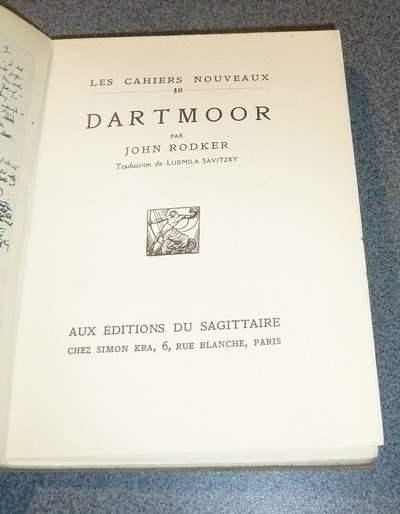 LES CAHIERS NOUVEAUX
16
DARTMOOR
PAR
JOHN RODKER
Traduction de LUDMILA SAVITZKY
AUX ÉDITIONS DU SAGITTAIRE
CHEZ SIMON KRA, 6, RUE BLANCHE, PARIS